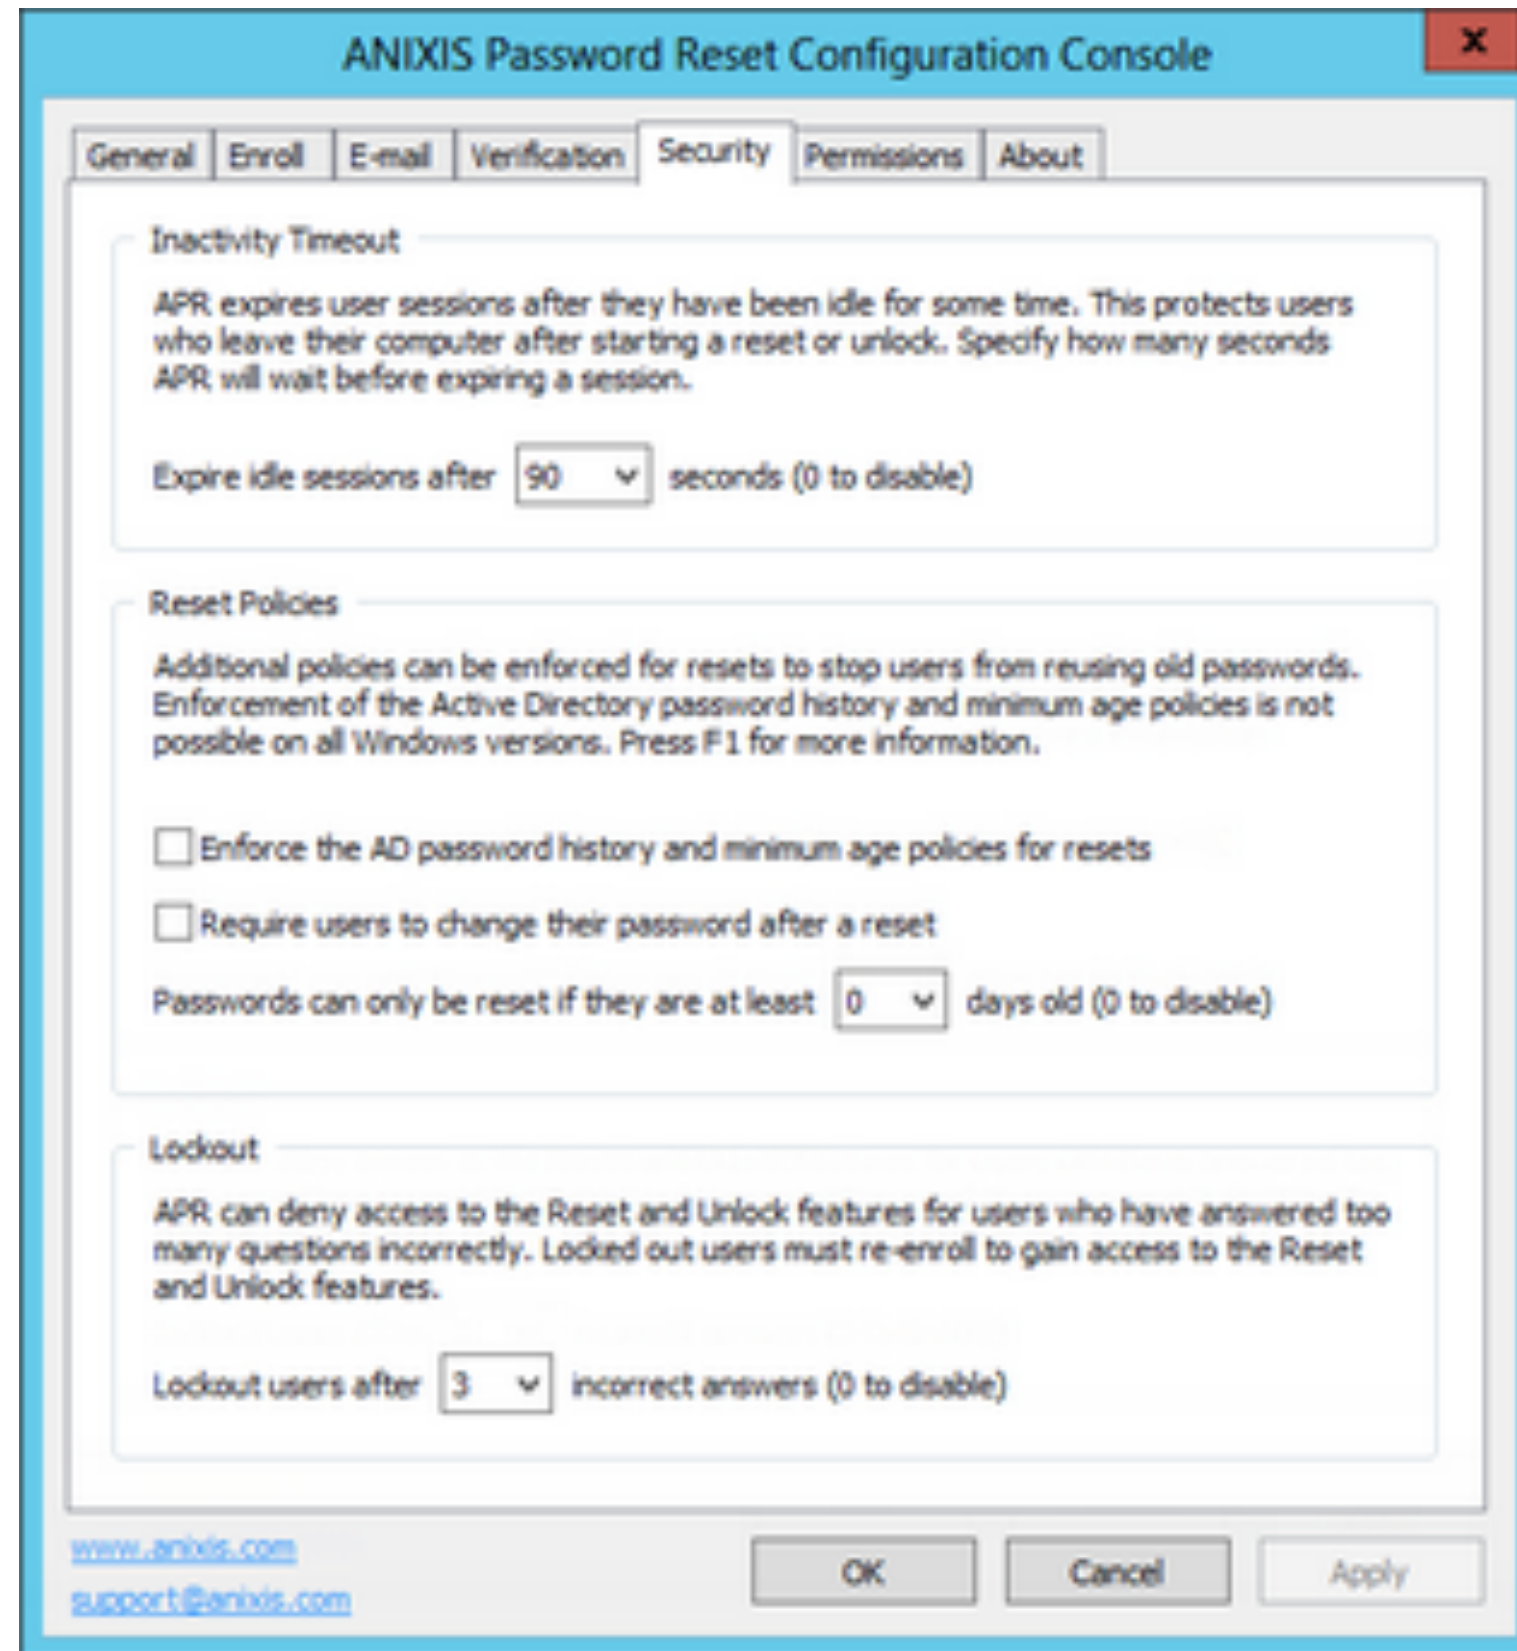 ANIXIS Password Reset Configuration Console
x
General Enroll E-mail Verification Security Permissions About
Inactivity Timeout
APR expires user sessions after they have been idle for some time. This protects users
who leave their computer after starting a reset or unlock. Specify how many seconds
APR will wait before expiring a session.
Expire idle sessions after 90 seconds (0 to disable)
Reset Policies
Additional policies can be enforced for resets to stop users from reusing old passwords.
Enforcement of the Active Directory password history and minimum age policies is not
possible on all Windows versions. Press F1 for more information.
Enforce the AD password history and minimum age policies for resets
Require users to change their password after a reset
Passwords can only be reset if they are at least 0 days old (0 to disable)
Lockout
APR can deny access to the Reset and Unlock features for users who have answered too
many questions incorrectly. Locked out users must re-enroll to gain access to the Reset
and Unlock features.
Lockout users after 3 incorrect answers (0 to disable)
www.anixis.com
OK Cancel Apply
support@anixis.com